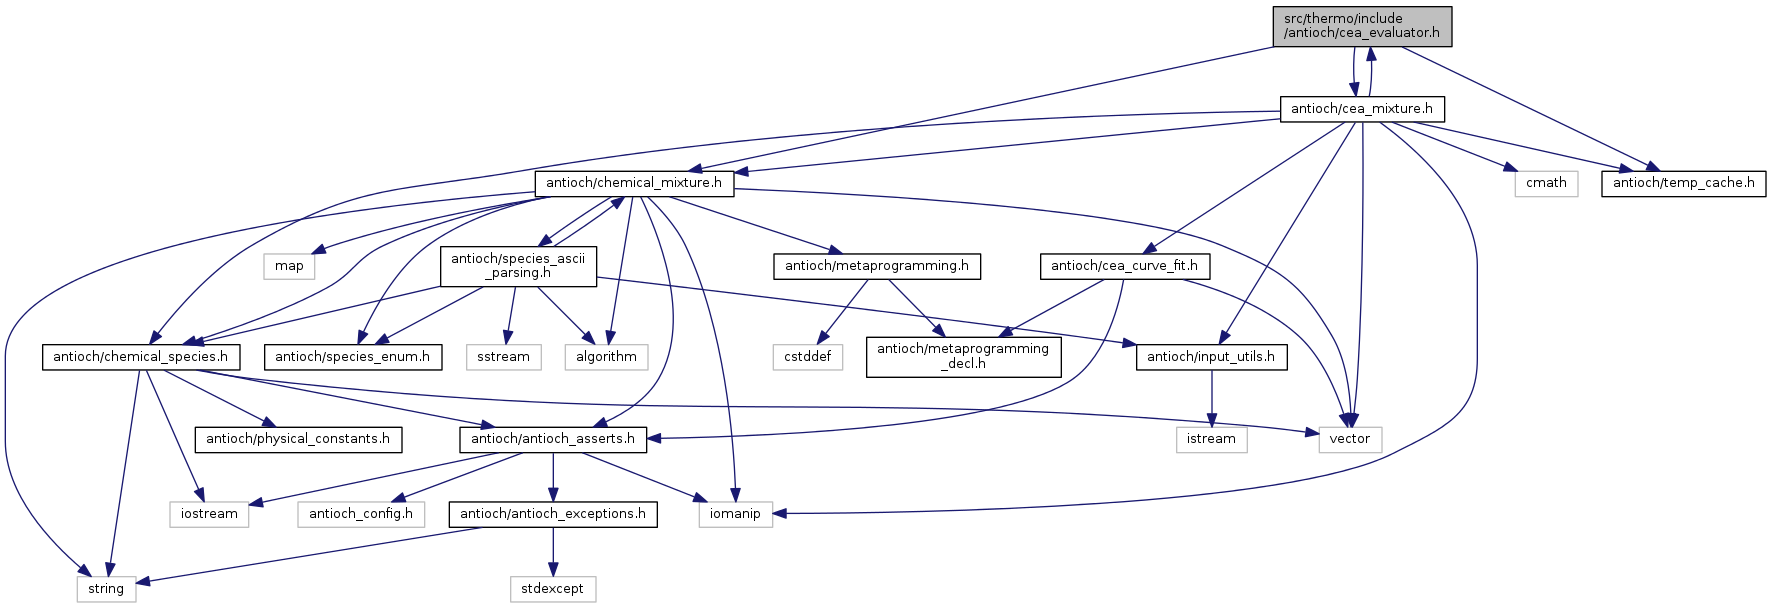 src/thermo/include
/antioch/cea_evaluator.h
antioch/cea_mixture.h
antioch/chemical_mixture.h
cmath
antioch/temp_cache.h
map
antioch/species_ascii
_parsing.h
antioch/metaprogramming.h
antioch/cea_curve_fit.h
antioch/chemical_species.h
antioch/species_enum.h
sstream
algorithm
cstddef
antioch/metaprogramming
_decl.h
antioch/input_utils.h
antioch/physical_constants.h
antioch/antioch_asserts.h
istream
vector
iostream
antioch_config.h
antioch/antioch_exceptions.h
iomanip
string
stdexcept